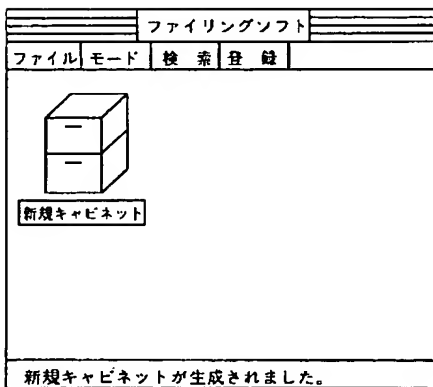 ファイリングソフト
ファイル モード 検 索 登 録
新規キャビネット
新規キャビネットが生成されました。